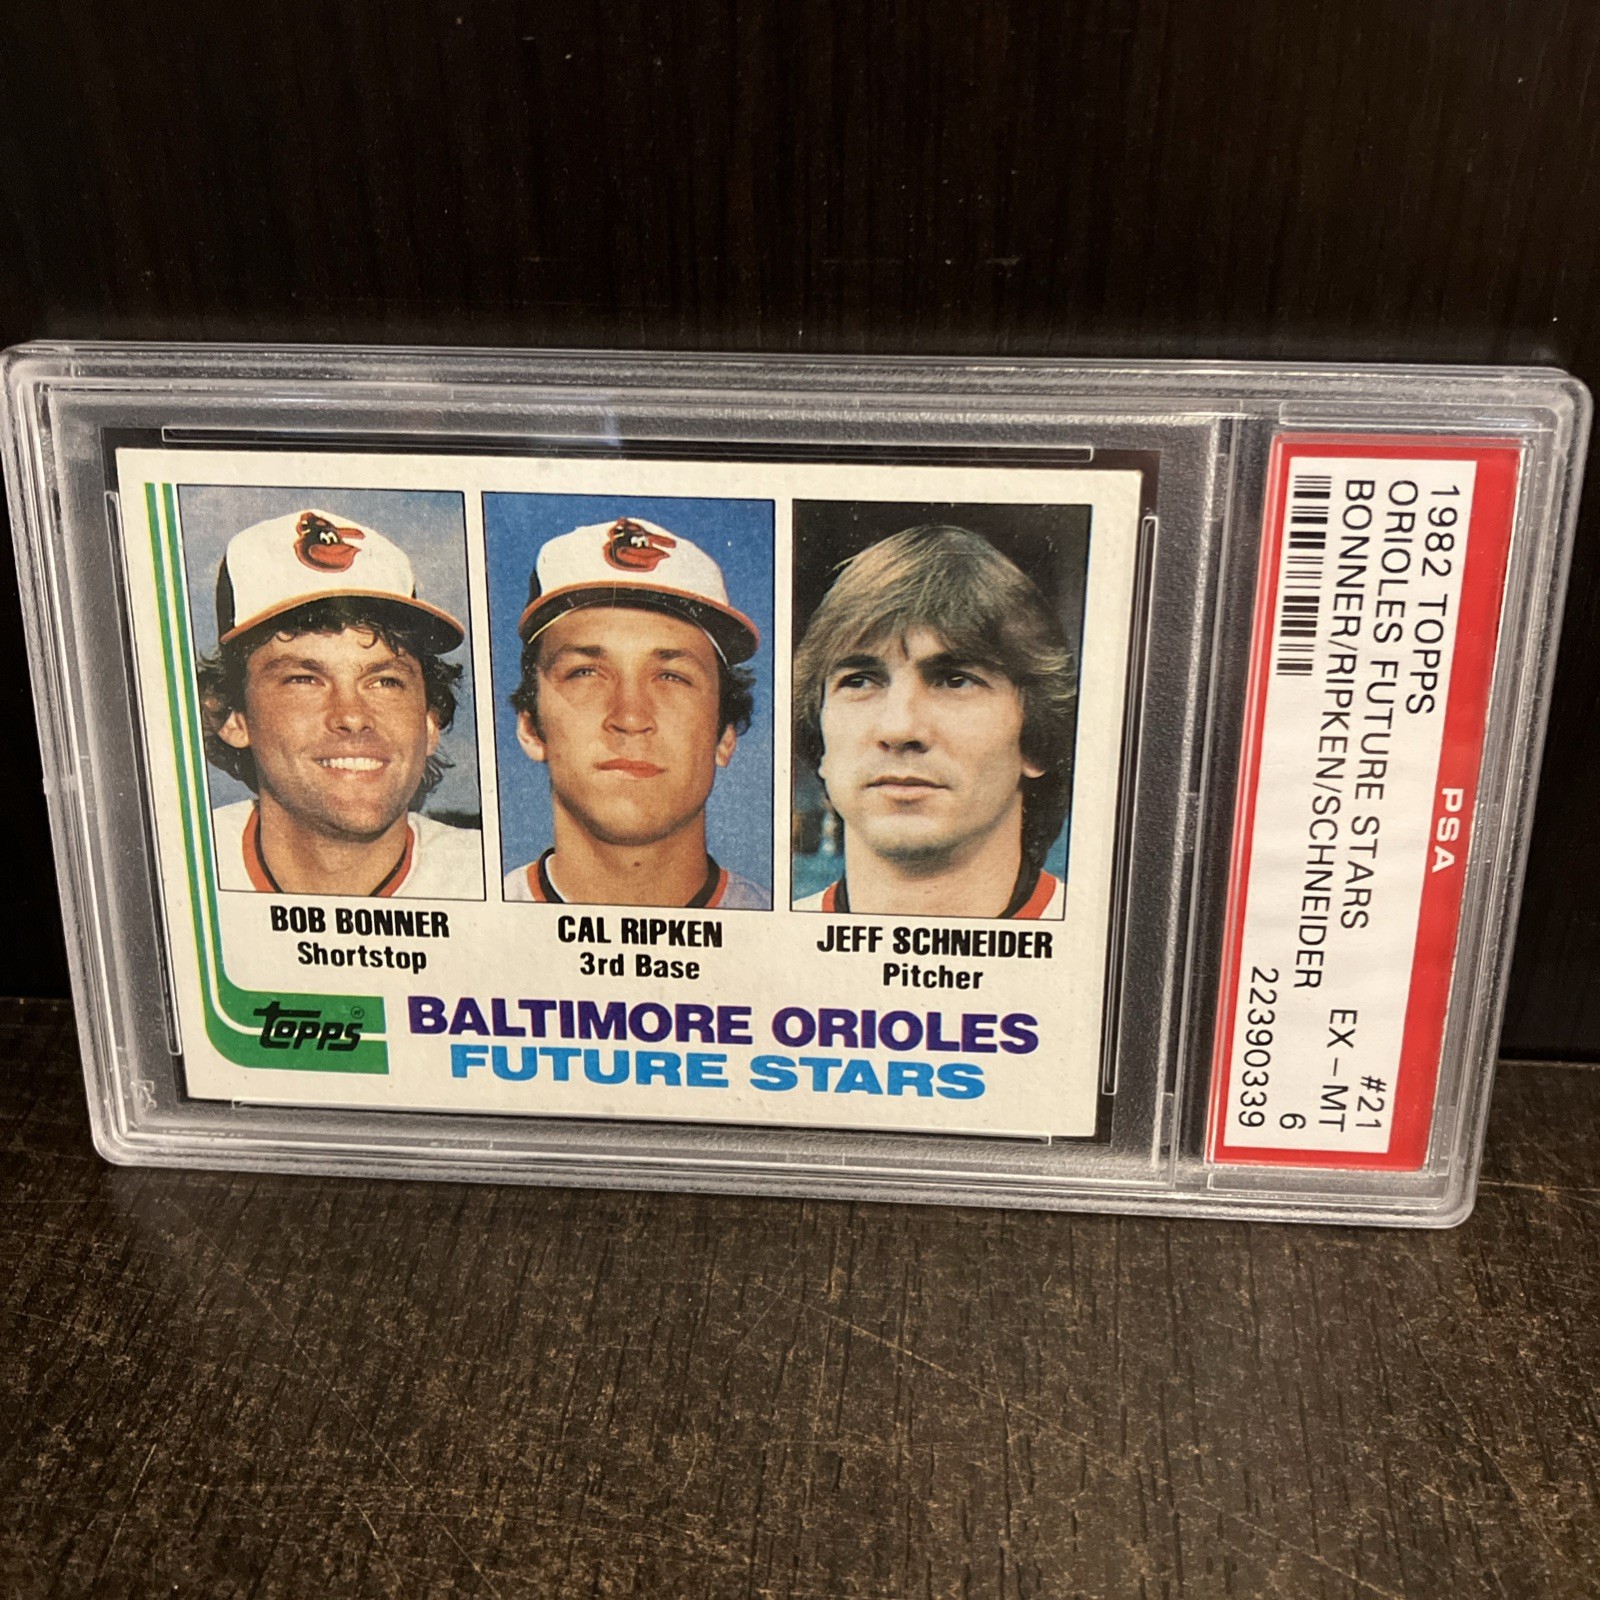 BOB BONNER
Shortstop
CAL RIPKEN
3rd Base
JEFF SCHNEIDER
Pitcher
Topps
BALTIMORE ORIOLES
FUTURE STARS
PSA
1982 TOPPS #21
ORIOLES FUTURE STARS EX-MT
BONNER/RIPKEN/SCHNEIDER 6
22390339